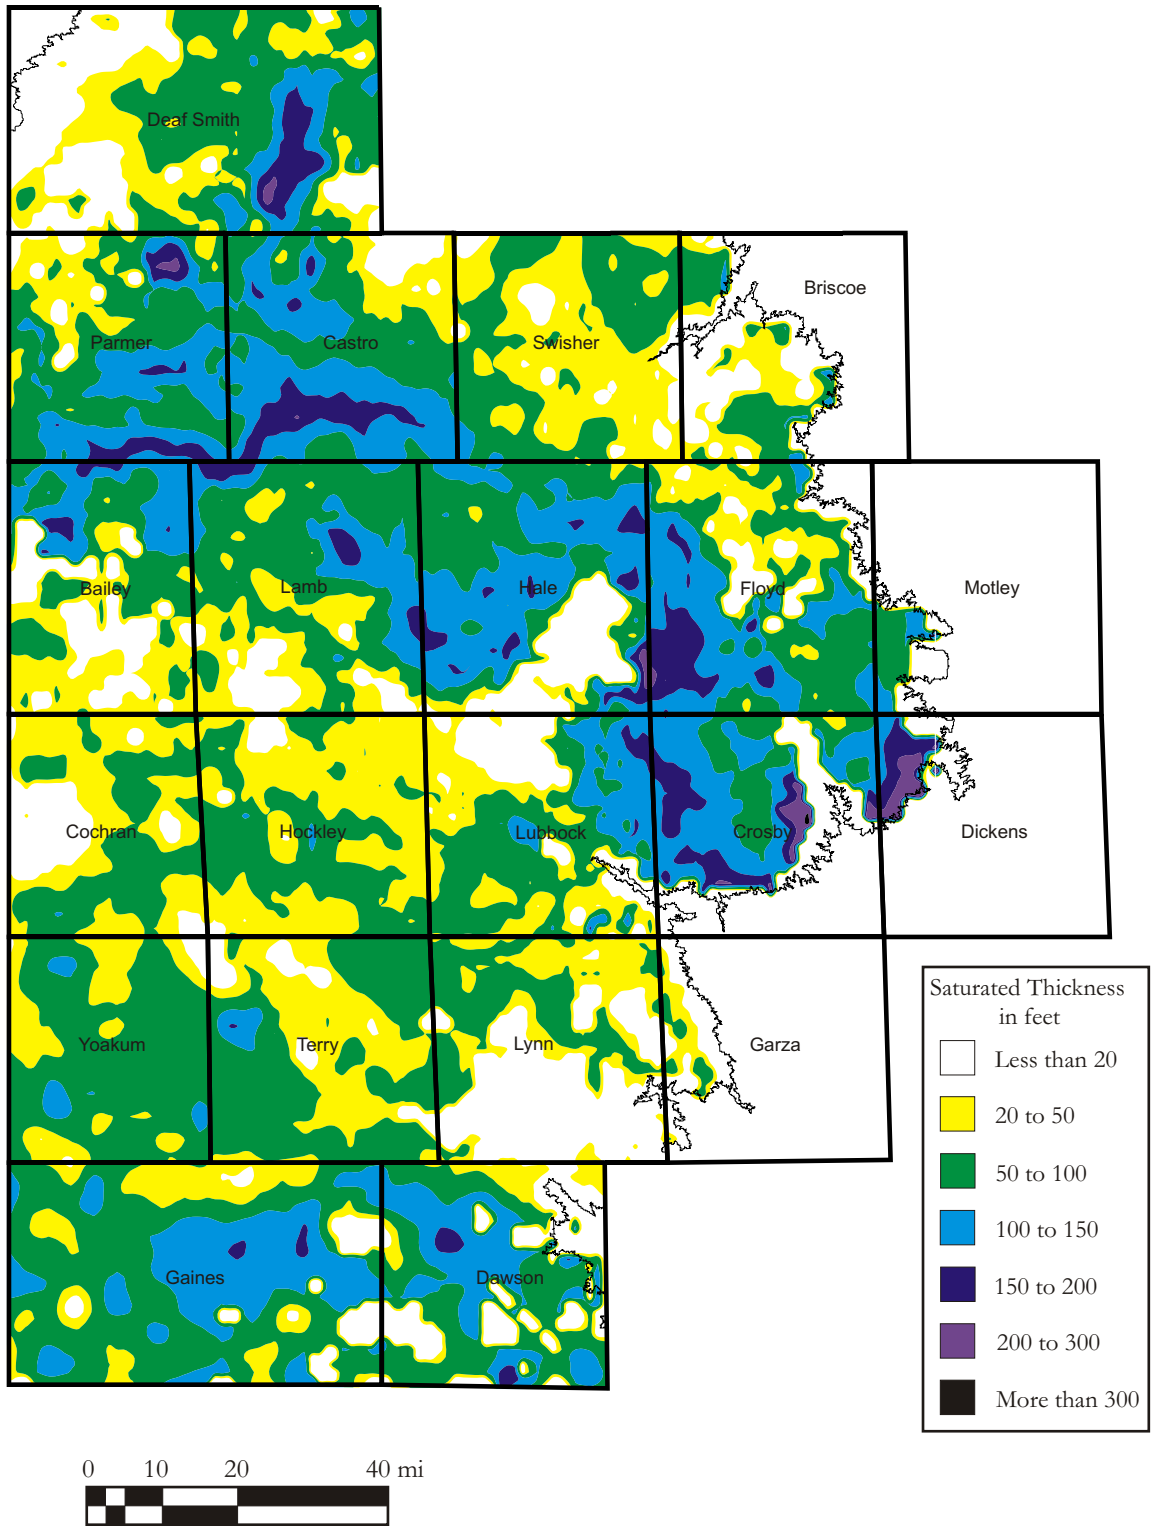 Deaf Smith
Briscoe
Parmer
Castro
Swisher
Bailey
Lamb
Hale
Floyd
Motley
Cochran
Hockley
Lubbock
Crosby
Dickens
Yoakum
Terry
Lynn
Garza
Gaines
Dawson
Saturated Thickness
in feet
Less than 20
20 to 50
50 to 100
100 to 150
150 to 200
200 to 300
More than 300
0 10 20 40 mi